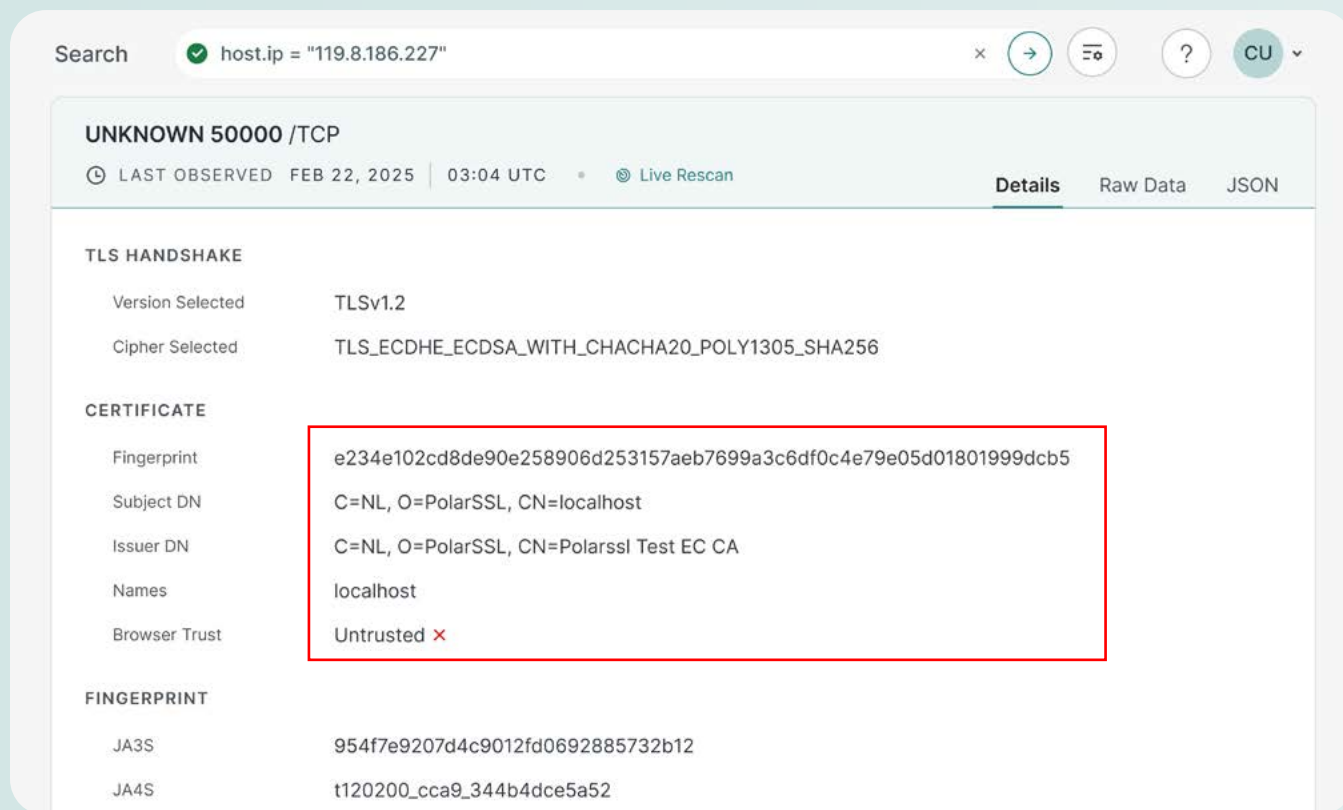 Search host.ip = "119.8.186.227" × → ? CU
UNKNOWN 50000 /TCP
LAST OBSERVED FEB 22, 2025 03:04 UTC • Live Rescan
Details Raw Data JSON
TLS HANDSHAKE
Version Selected TLSv1.2
Cipher Selected TLS_ECDHE_ECDSA_WITH_CHACHA20_POLY1305_SHA256
CERTIFICATE
Fingerprint e234e102cd8de90e258906d253157aeb7699a3c6df0c4e79e05d01801999dcb5
Subject DN C=NL, O=PolarSSL, CN=localhost
Issuer DN C=NL, O=PolarSSL, CN=Polarssl Test EC CA
Names localhost
Browser Trust Untrusted ×
FINGERPRINT
JA3S 954f7e9207d4c9012fd0692885732b12
JA4S t120200_cca9_344b4dce5a52